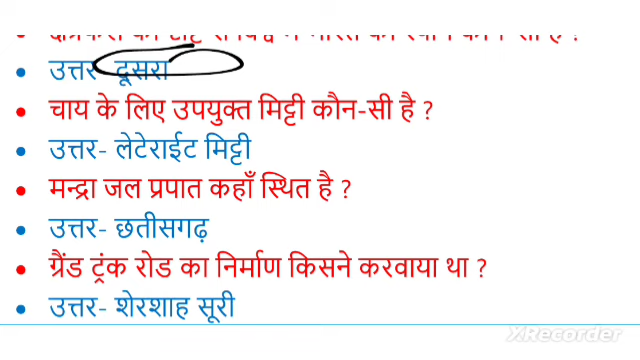 उत्तर- दूसरा
चाय के लिए उपयुक्त मिट्टी कौन-सी है ?
उत्तर- लेटेराईट मिट्टी
मन्द्रा जल प्रपात कहाँ स्थित है ?
उत्तर- छतीसगढ़
ग्रैंड ट्रंक रोड का निर्माण किसने करवाया था ?
उत्तर- शेरशाह सूरी
XRecorder